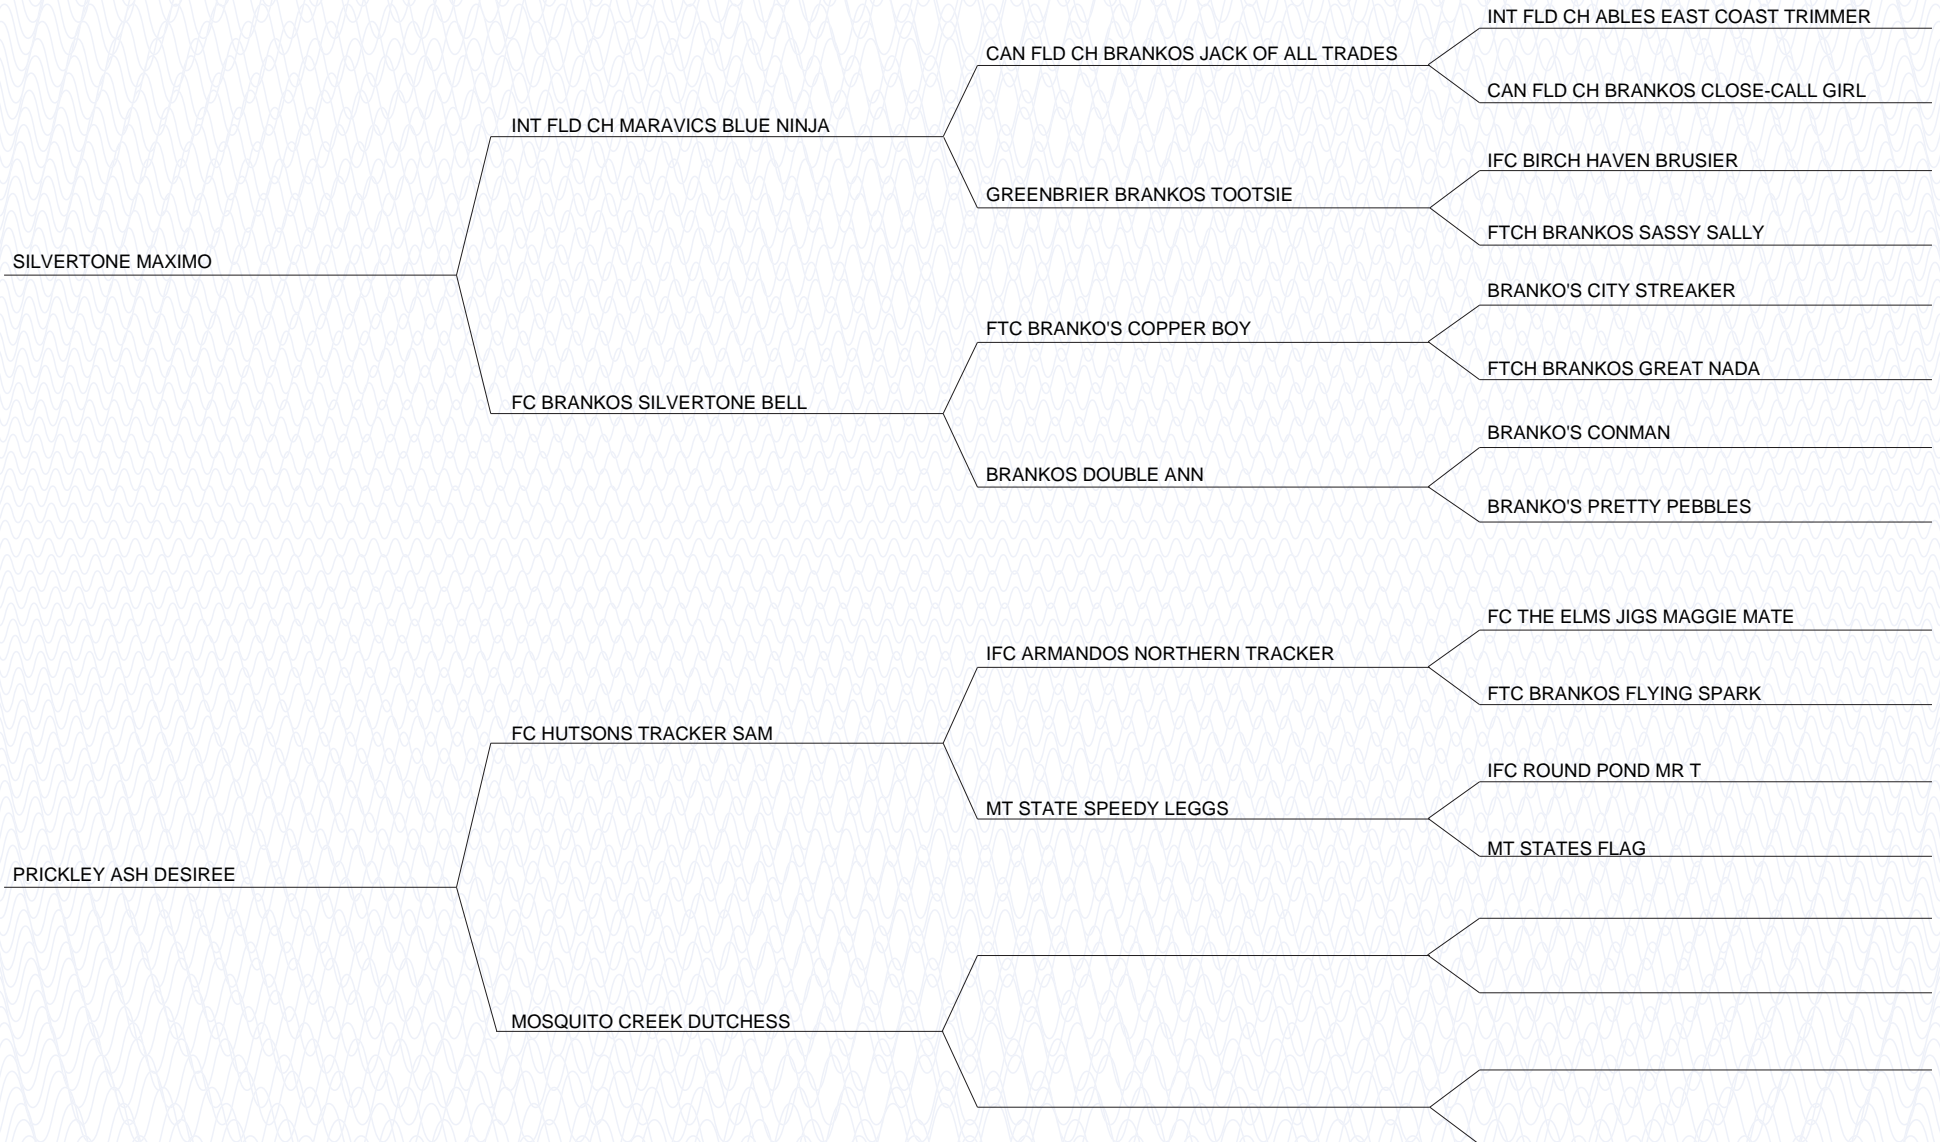 INT FLD CH ABLES EAST COAST TRIMMER
CAN FLD CH BRANKOS JACK OF ALL TRADES
CAN FLD CH BRANKOS CLOSE-CALL GIRL
INT FLD CH MARAVICS BLUE NINJA
IFC BIRCH HAVEN BRUSIER
GREENBRIER BRANKOS TOOTSIE
FTCH BRANKOS SASSY SALLY
SILVERTONE MAXIMO
BRANKO'S CITY STREAKER
FTC BRANKO'S COPPER BOY
FTCH BRANKOS GREAT NADA
FC BRANKOS SILVERTONE BELL
BRANKO'S CONMAN
BRANKOS DOUBLE ANN
BRANKO'S PRETTY PEBBLES
FC THE ELMS JIGS MAGGIE MATE
IFC ARMANDOS NORTHERN TRACKER
FTC BRANKOS FLYING SPARK
FC HUTSONS TRACKER SAM
IFC ROUND POND MR T
MT STATE SPEEDY LEGGS
MT STATES FLAG
PRICKLEY ASH DESIREE
MOSQUITO CREEK DUTCHESS